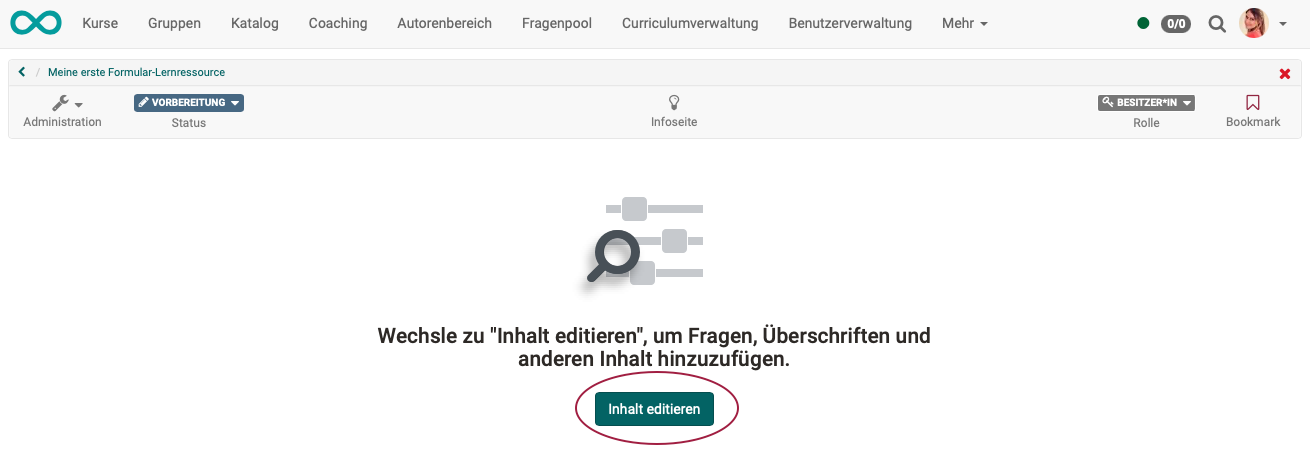 Kurse Gruppen Katalog Coaching Autorenbereich Fragenpool Curriculumverwaltung Benutzerverwaltung Mehr 0/0
/ Meine erste Formular-Lernressource
VORBEREITUNG BESITZER*IN
Administration Status Infoseite Rolle Bookmark
Wechsle zu "Inhalt editieren", um Fragen, Überschriften und
anderen Inhalt hinzuzufügen.
Inhalt editieren